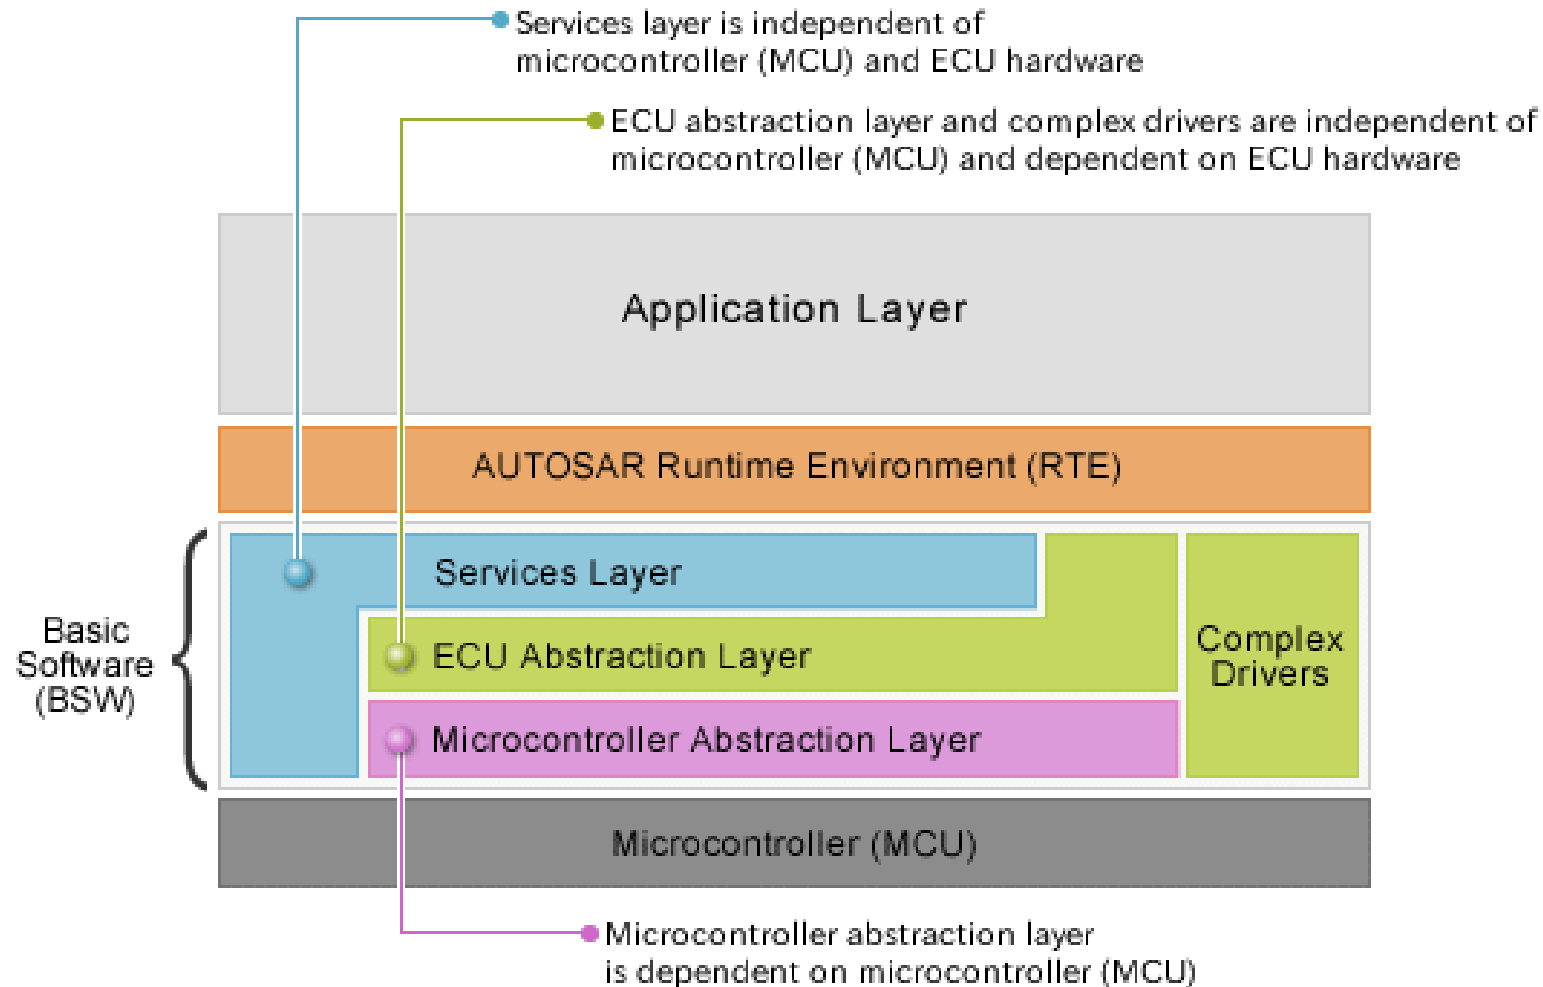 Services layer is independent of
microcontroller (MCU) and ECU hardware
ECU abstraction layer and complex drivers are independent of
microcontroller (MCU) and dependent on ECU hardware
Application Layer
AUTOSAR Runtime Environment (RTE)
Basic
Software
(BSW)
Services Layer
ECU Abstraction Layer
Microcontroller Abstraction Layer
Complex
Drivers
Microcontroller (MCU)
Microcontroller abstraction layer
is dependent on microcontroller (MCU)